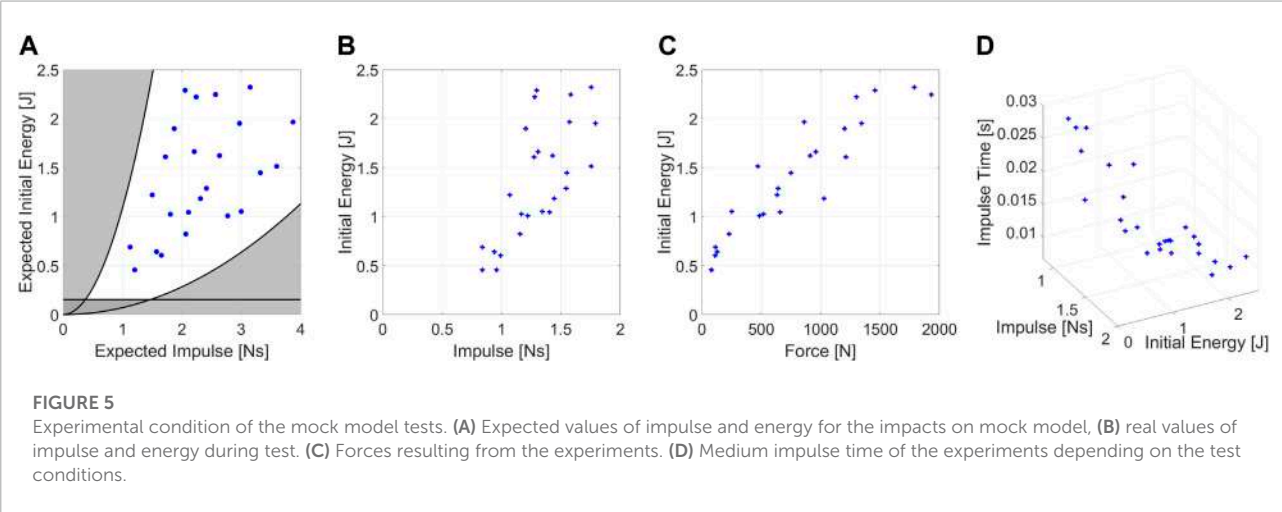 A
B
C
D
2.5
2
1.5
1
0.5
0
Expected Initial Energy [J]
0 1 2 3 4
Expected Impulse [Ns]
2.5
2
1.5
1
0.5
0
Initial Energy [J]
0 0.5 1 1.5 2
Impulse [Ns]
2.5
2
1.5
1
0.5
0
Initial Energy [J]
0 500 1000 1500 2000
Force [N]
0.03
0.025
0.02
0.015
0.01
Impulse Time [s]
1
1.5
2
Impulse [Ns]
0 1 2
Initial Energy [J]
FIGURE 5
Experimental condition of the mock model tests. (A) Expected values of impulse and energy for the impacts on mock model, (B) real values of
impulse and energy during test. (C) Forces resulting from the experiments. (D) Medium impulse time of the experiments depending on the test
conditions.